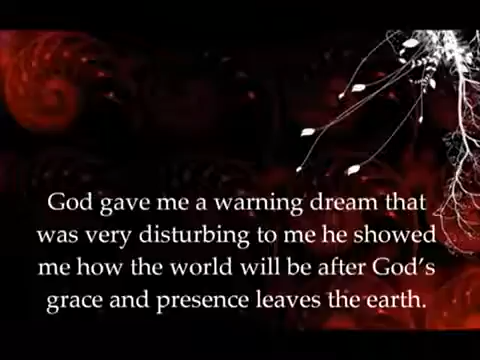 God gave me a warning dream that
was very disturbing to me he showed
me how the world will be after God's
grace and presence leaves the earth.